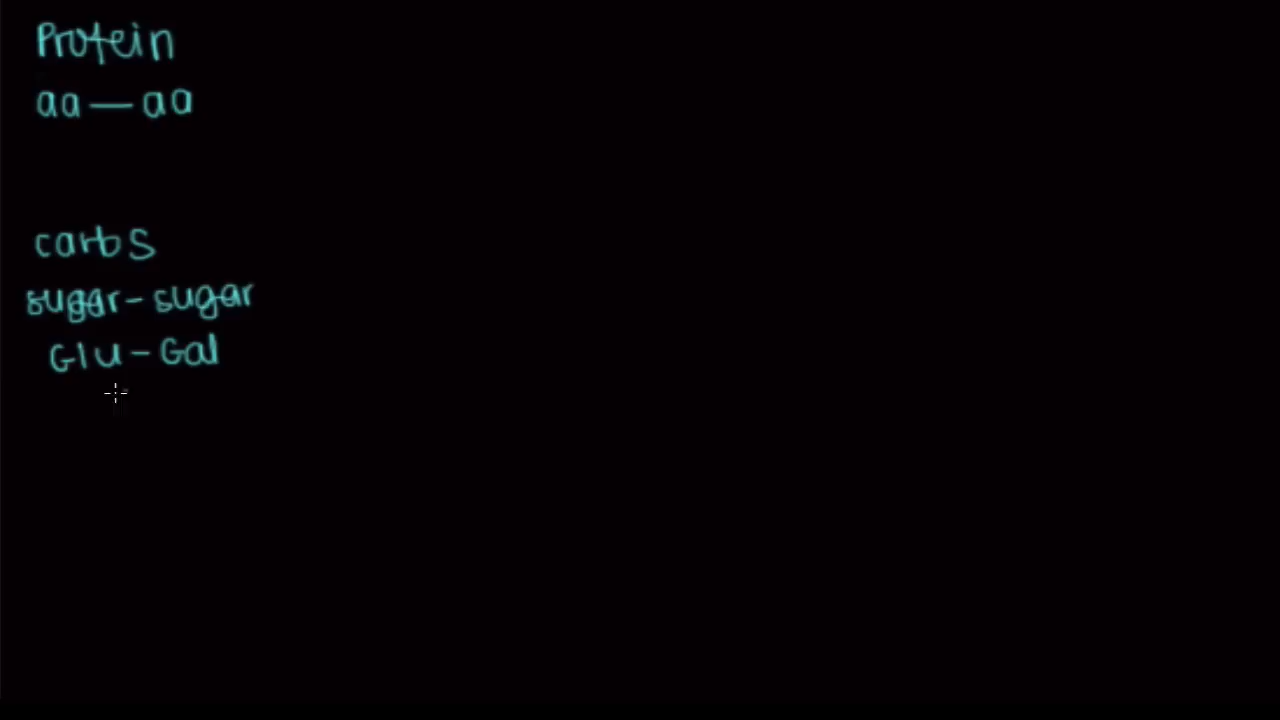 Protein
aa — aa
carbs
sugar - sugar
Glu - Gal